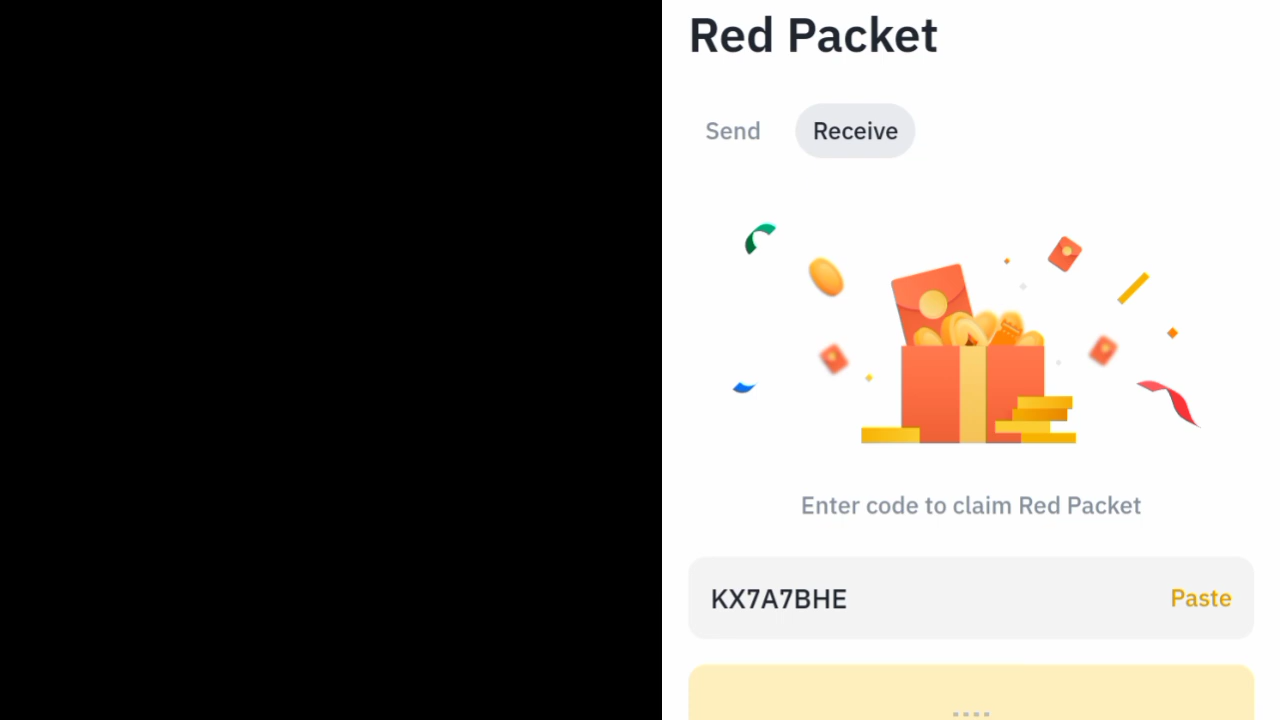 Red Packet
Send
Receive
Enter code to claim Red Packet
KX7A7BHE
Paste